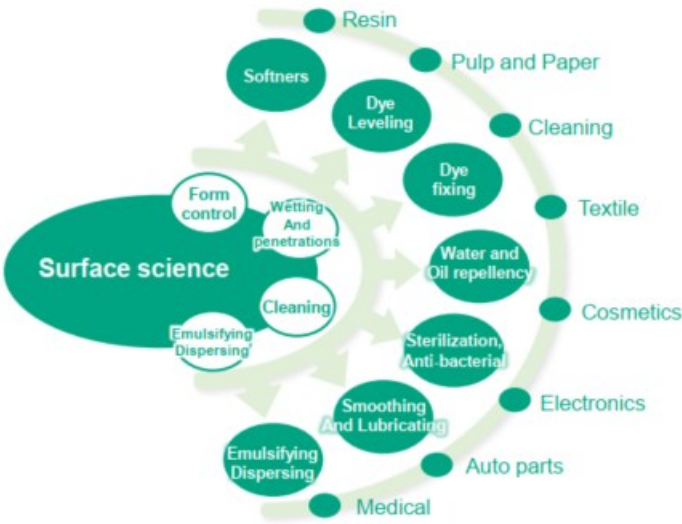 Resin
Pulp and Paper
Cleaning
Textile
Cosmetics
Electronics
Auto parts
Medical
Softners
Dye
Leveling
Dye
fixing
Water and
Oil repellency
Sterilization,
Anti-bacterial
Smoothing
And Lubricating
Emulsifying
Dispersing
Form
control
Wetting
And
penetrations
Cleaning
Emulsifying
Dispersing'
Surface science